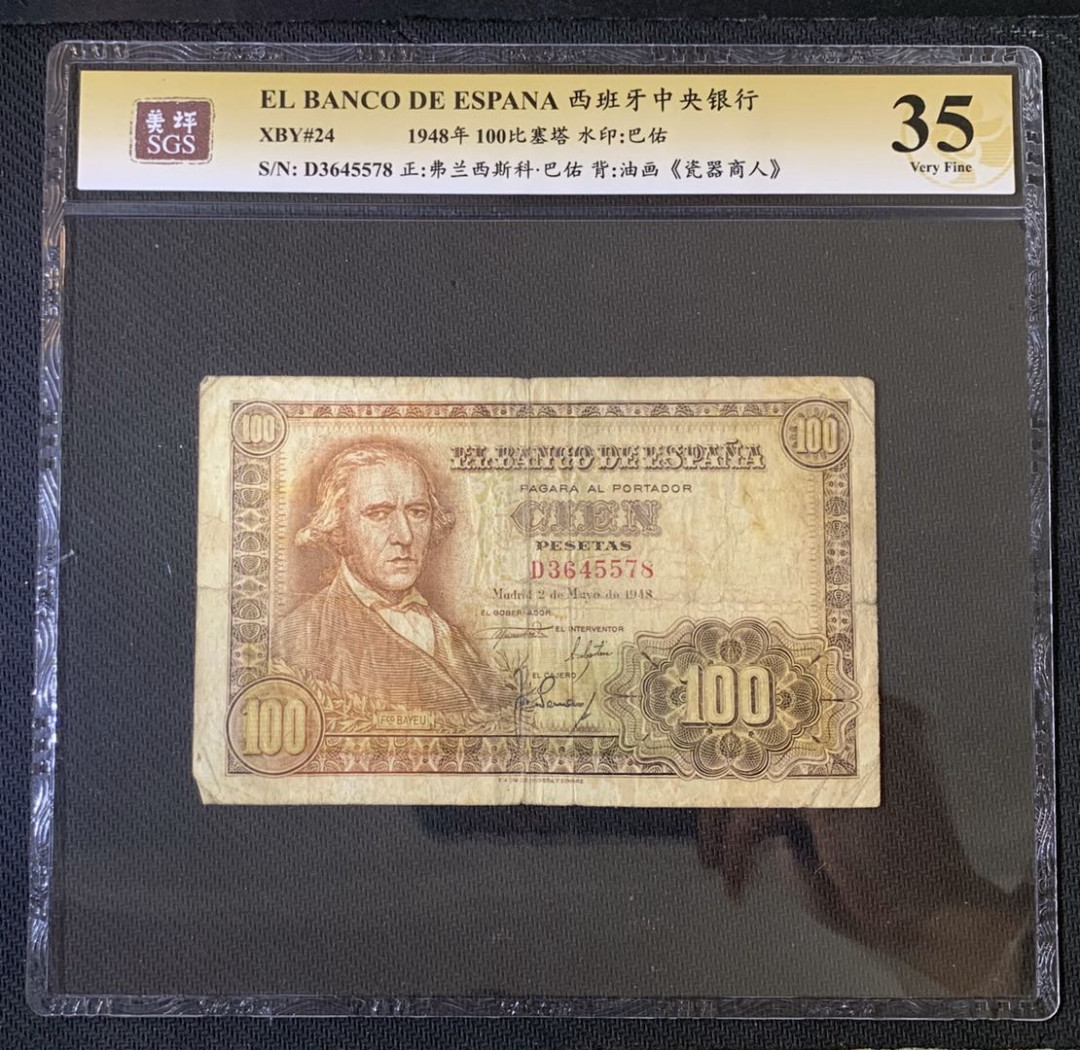 美评
SGS
EL BANCO DE ESPANA 西班牙中央银行
XBY#24 1948年 100比塞塔 水印:巴佑
S/N: D3645578 正:弗兰西斯科·巴佑 背:油画《瓷器商人》
35
Very Fine
100
100
EL BANCO DE ESPAÑA
PAGARÁ AL PORTADOR
CIEN
PESETAS
D3645578
Madrid 2 de Mayo de 1948
EL GOBERNADOR
EL INTERVENTOR
EL CAJERO
100
FCO BAYEU
100